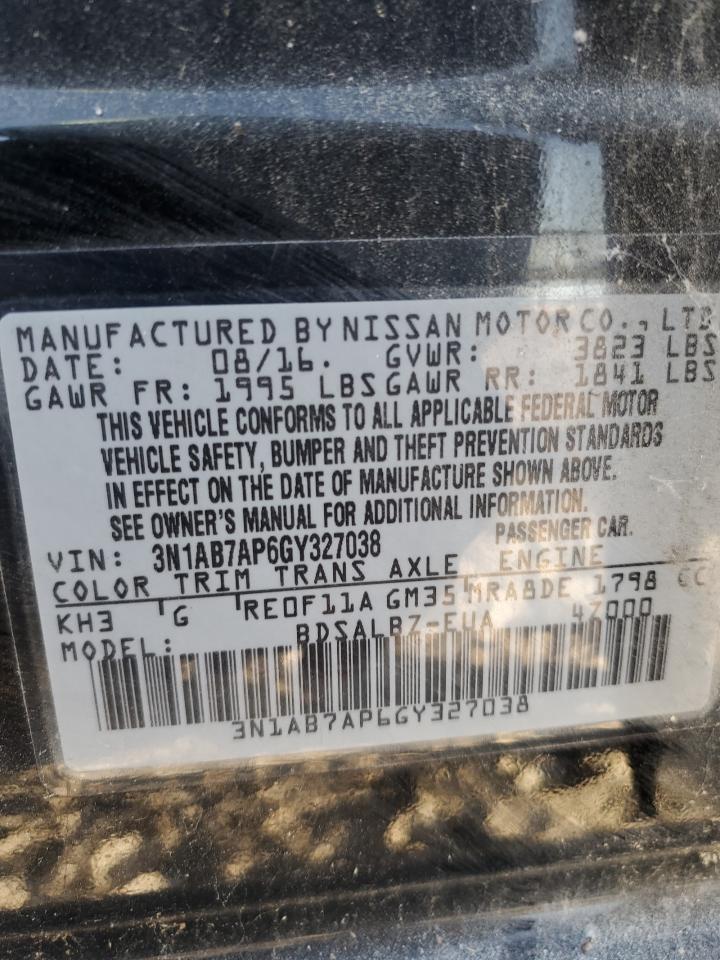 MANUFACTURED BY NISSAN MOTOR CO., LTD
DATE: 08/16. GVWR: 3823 LBS
GAWR FR: 1995 LBS GAWR RR: 1841 LBS
THIS VEHICLE CONFORMS TO ALL APPLICABLE FEDERAL MOTOR
VEHICLE SAFETY, BUMPER AND THEFT PREVENTION STANDARDS
IN EFFECT ON THE DATE OF MANUFACTURE SHOWN ABOVE.
SEE OWNER'S MANUAL FOR ADDITIONAL INFORMATION.
VIN: 3N1AB7AP6GY327038 PASSENGER CAR.
COLOR TRIM TRANS AXLE ENGINE
KH3 G RE0F11A GM35 MRA8DE 1798 CC
MODEL: BDSALBZ-EUA 47000
3N1AB7AP6GY327038